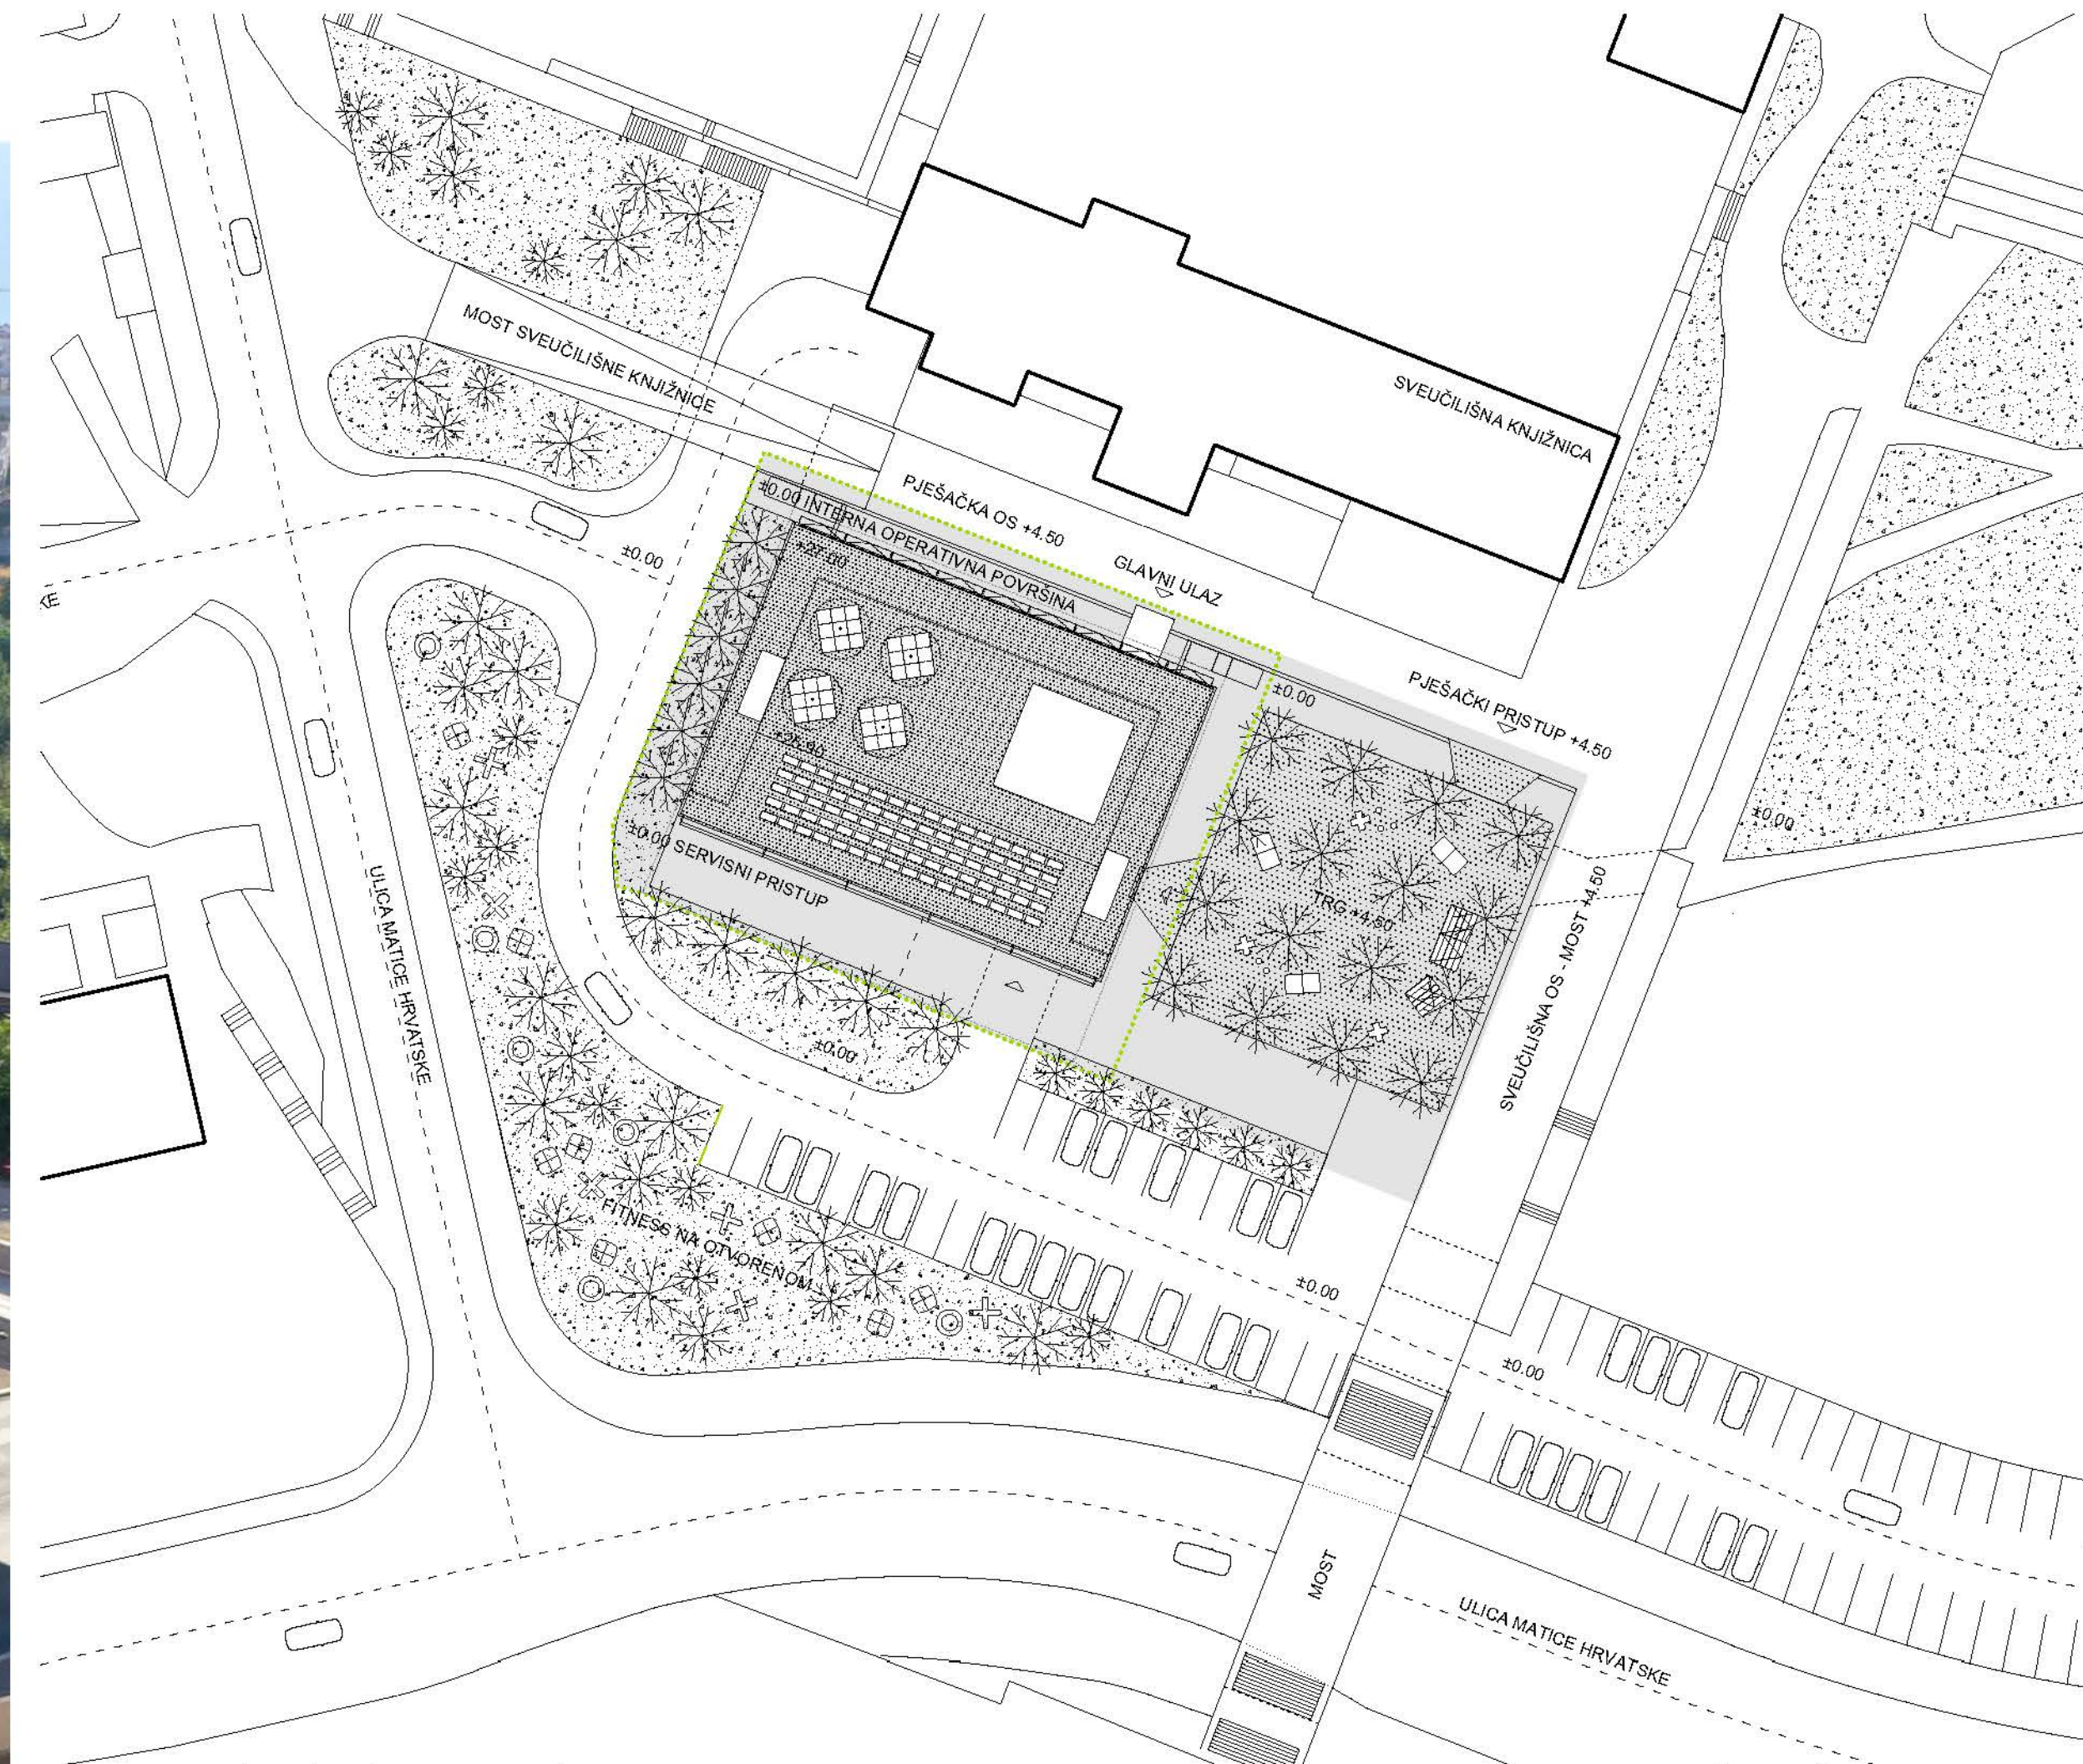 MOST SVEUČILIŠNE KNJIŽNICE
SVEUČILIŠNA KNJIŽNICA
PJEŠAČKA OS +4.50
±0.00 INTERNA OPERATIVNA POVRŠINA
±0.00
+27.00
GLAVNI ULAZ
KE
±0.00
PJEŠAČKI PRISTUP +4.50
±0.00
±0.00 SERVISNI PRISTUP
TRG +4.50
SVEUČILIŠNA OS - MOST +4.50
ULICA MATICE HRVATSKE
±0.00
FITNESS NA OTVORENOM
±0.00
±0.00
MOST
ULICA MATICE HRVATSKE